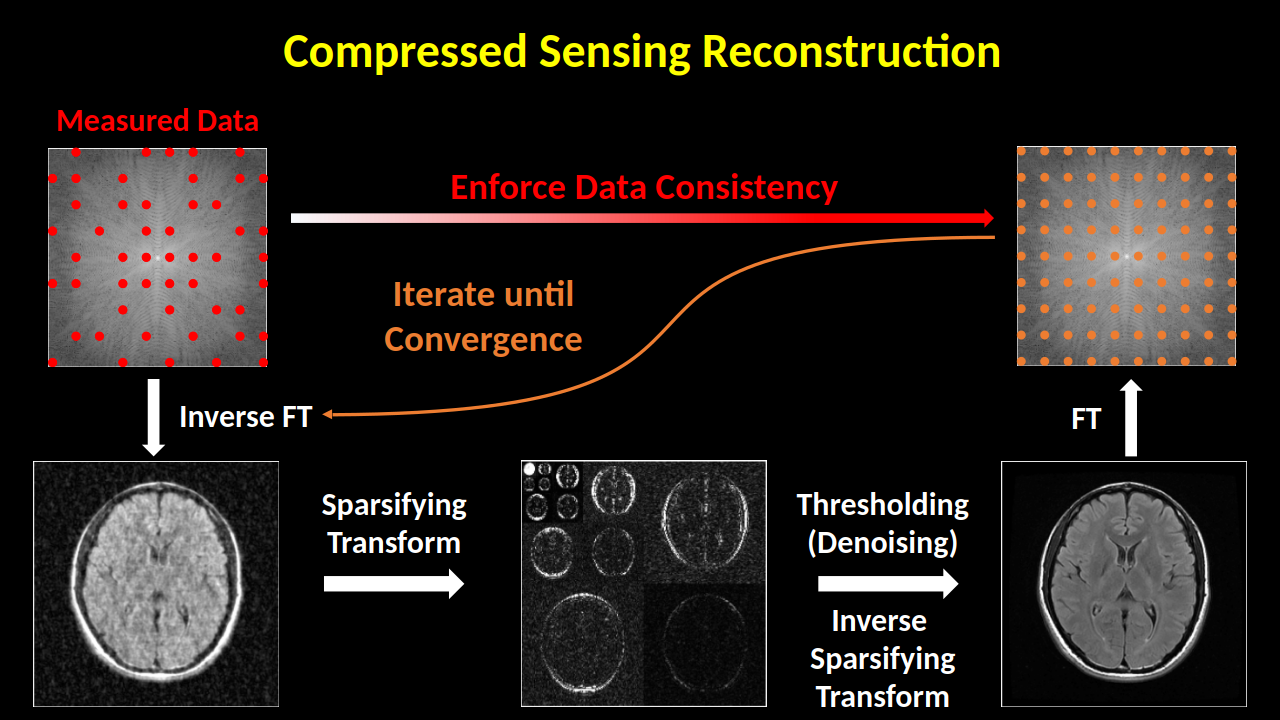 Compressed Sensing Reconstruction
Measured Data
Enforce Data Consistency
Iterate until
Convergence
Inverse FT
FT
Sparsifying
Transform
Thresholding
(Denoising)
Inverse
Sparsifying
Transform